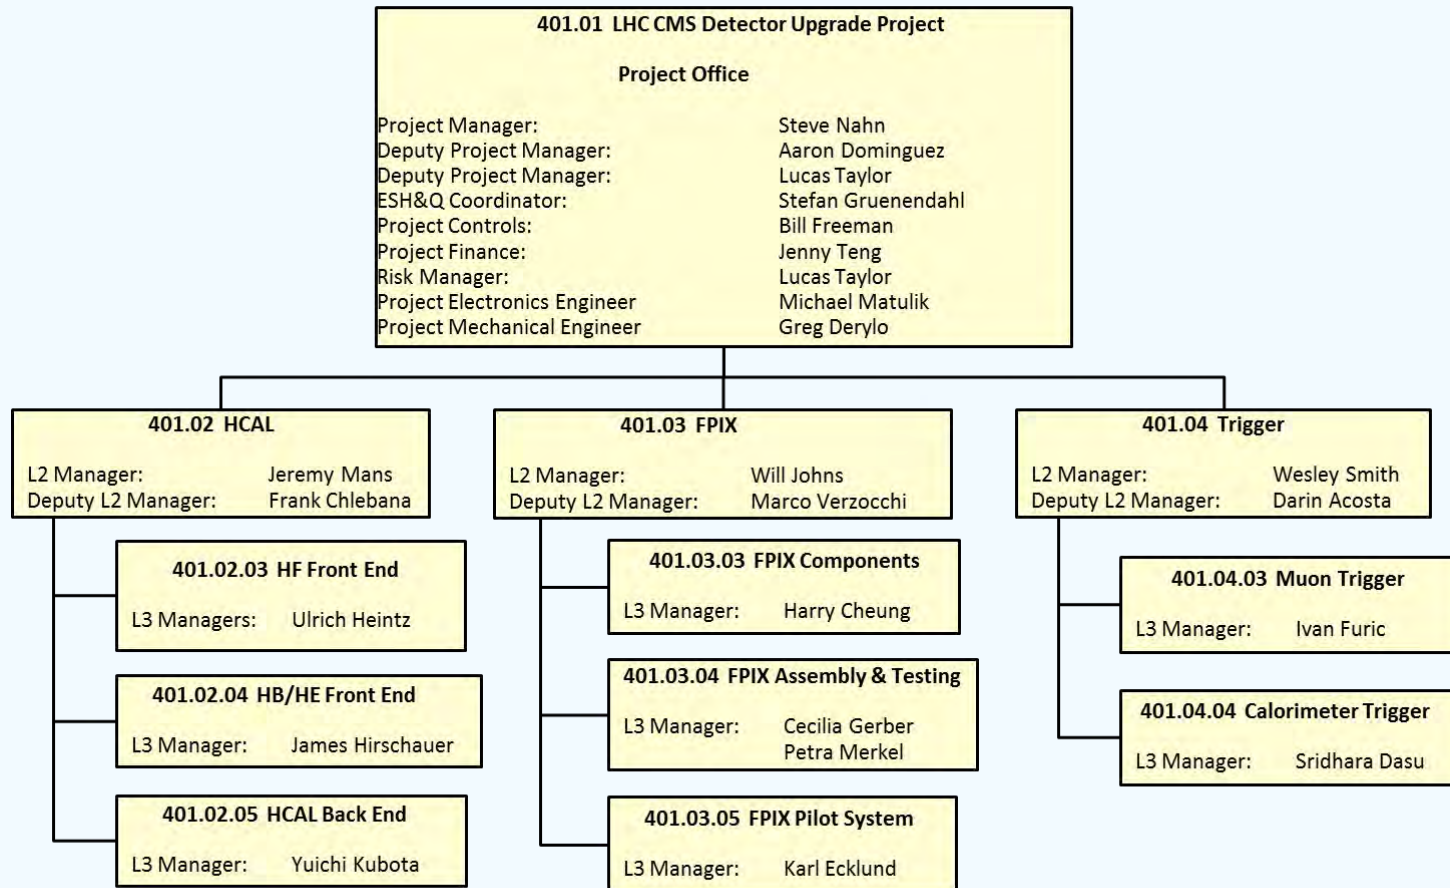 401.01 LHC CMS Detector Upgrade Project
Project Office
Project Manager: Steve Nahn
Deputy Project Manager: Aaron Dominguez
Deputy Project Manager: Lucas Taylor
ESH&Q Coordinator: Stefan Gruenendahl
Project Controls: Bill Freeman
Project Finance: Jenny Teng
Risk Manager: Lucas Taylor
Project Electronics Engineer Michael Matulik
Project Mechanical Engineer Greg Derylo
401.02 HCAL
L2 Manager: Jeremy Mans
Deputy L2 Manager: Frank Chlebana
401.02.03 HF Front End
L3 Managers: Ulrich Heintz
401.02.04 HB/HE Front End
L3 Manager: James Hirschauer
401.02.05 HCAL Back End
L3 Manager: Yuichi Kubota
401.03 FPIX
L2 Manager: Will Johns
Deputy L2 Manager: Marco Verzocchi
401.03.03 FPIX Components
L3 Manager: Harry Cheung
401.03.04 FPIX Assembly & Testing
L3 Manager: Cecilia Gerber
Petra Merkel
401.03.05 FPIX Pilot System
L3 Manager: Karl Ecklund
401.04 Trigger
L2 Manager: Wesley Smith
Deputy L2 Manager: Darin Acosta
401.04.03 Muon Trigger
L3 Manager: Ivan Furic
401.04.04 Calorimeter Trigger
L3 Manager: Sridhara Dasu